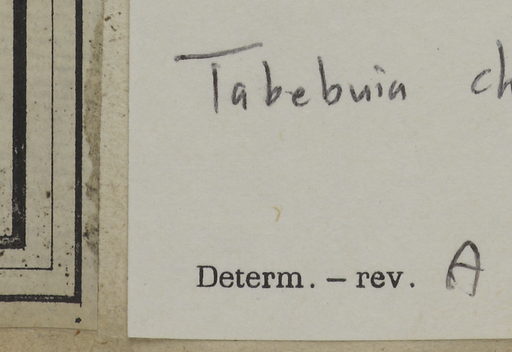 Tabebuia ch
Determ. – rev. A